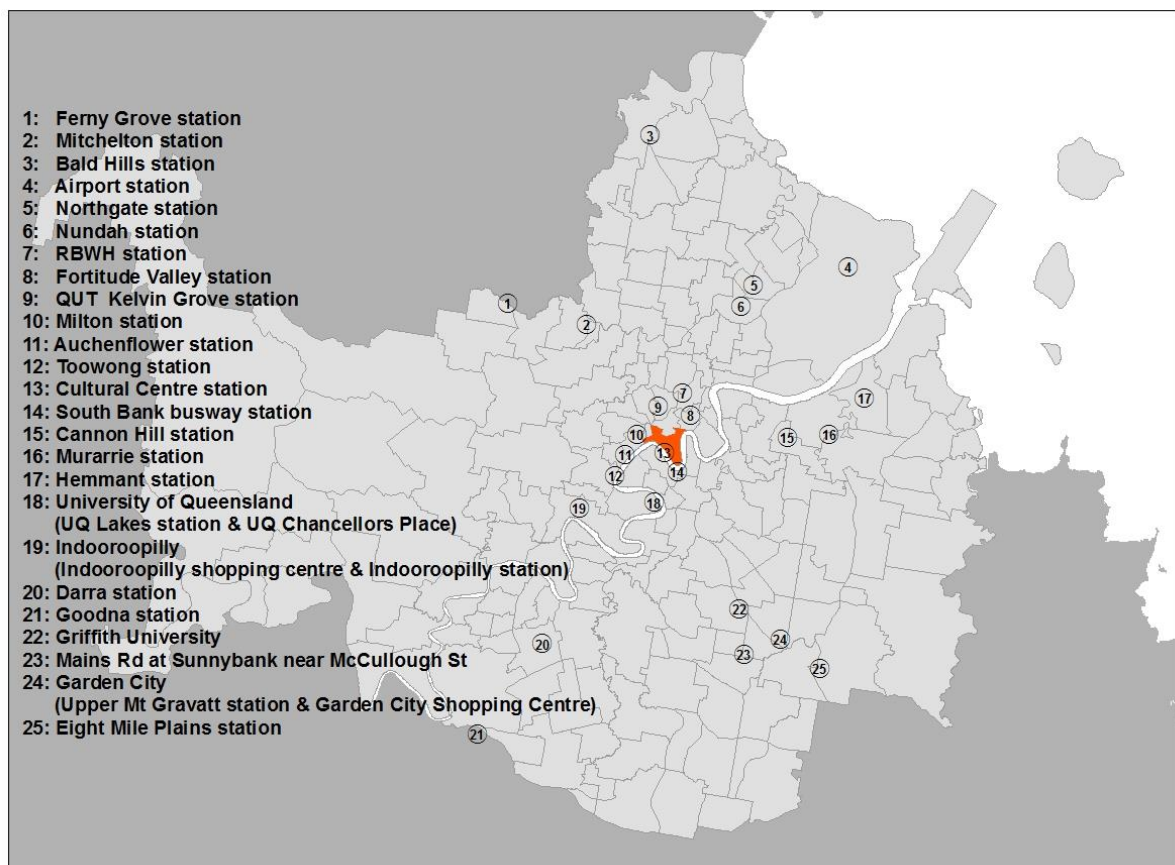 1: Ferny Grove station
2: Mitchelton station
3: Bald Hills station
4: Airport station
5: Northgate station
6: Nundah station
7: RBWH station
8: Fortitude Valley station
9: QUT Kelvin Grove station
10: Milton station
11: Auchenflower station
12: Toowong station
13: Cultural Centre station
14: South Bank busway station
15: Cannon Hill station
16: Murarrie station
17: Hemmant station
18: University of Queensland
(UQ Lakes station & UQ Chancellors Place)
19: Indooroopilly
(Indooroopilly shopping centre & Indooroopilly station)
20: Darra station
21: Goodna station
22: Griffith University
23: Mains Rd at Sunnybank near McCullough St
24: Garden City
(Upper Mt Gravatt station & Garden City Shopping Centre)
25: Eight Mile Plains station
3
4
5
6
1
2
7
17
9
8
10
15
16
13
11
14
12
18
19
22
24
20
23
25
21